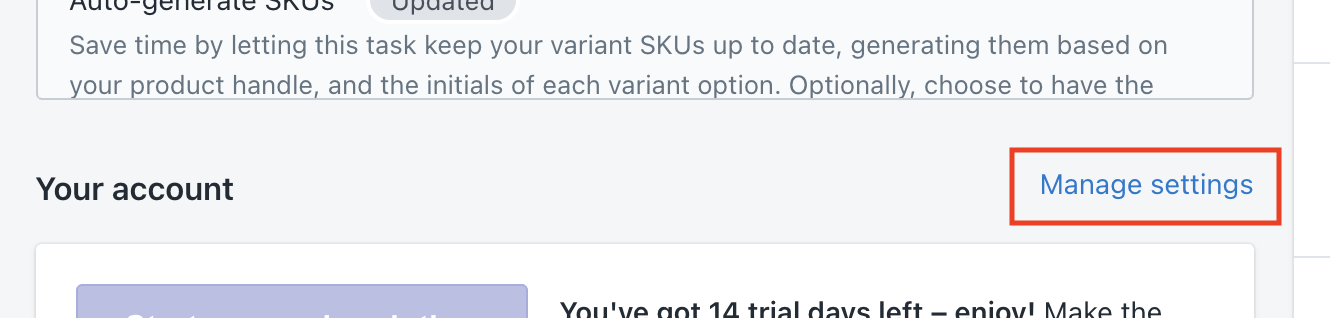 Auto-generate SKUs Updated
Save time by letting this task keep your variant SKUs up to date, generating them based on
your product handle, and the initials of each variant option. Optionally, choose to have the
Your account
Manage settings
You've got 14 trial days left – enjoy! Make the